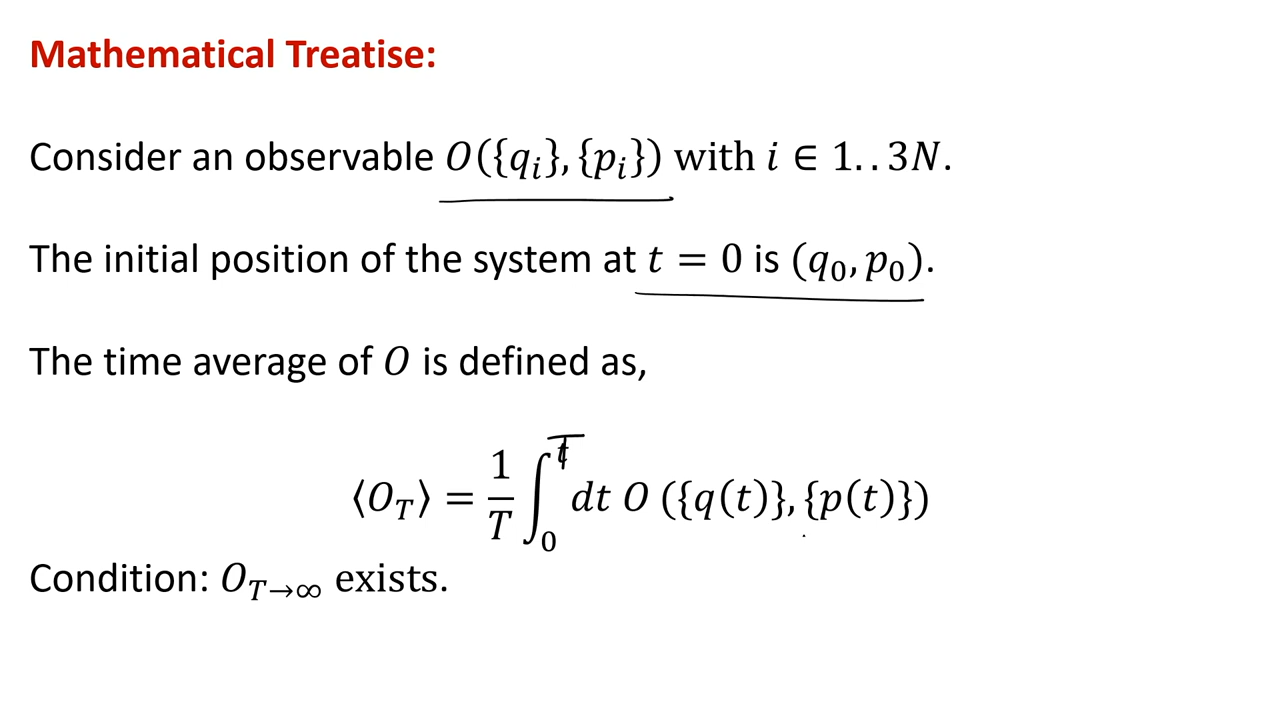 Mathematical Treatise:
Consider an observable O({q_i}, {p_i}) with i ∈ 1..3N.
The initial position of the system at t = 0 is (q_0, p_0).
The time average of O is defined as,
⟨O_T⟩ = \frac{1}{T} ∫_0^T dt O ({q(t)}, {p(t)})
Condition: O_{T→∞} exists.